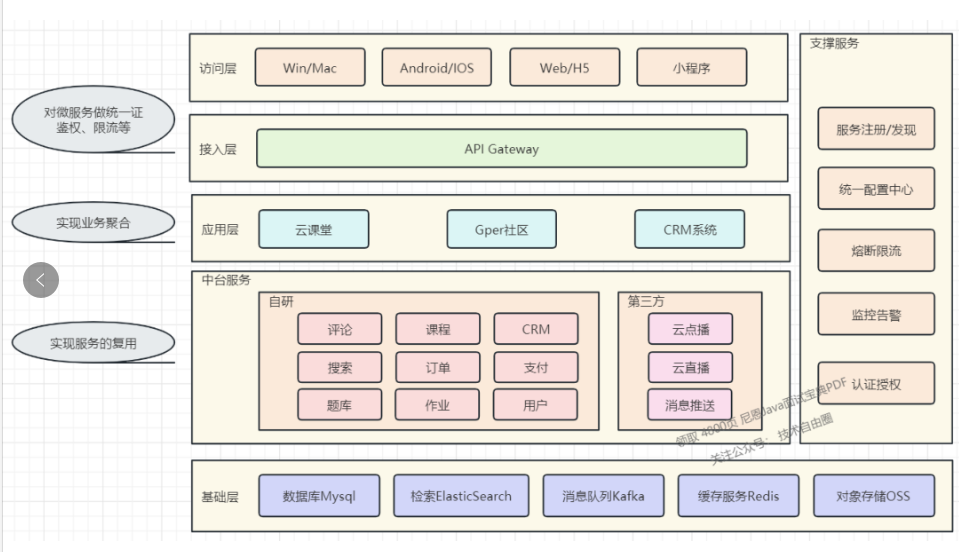 支撑服务
访问层
Win/Mac
Android/IOS
Web/H5
小程序
对微服务做统一证
鉴权、限流等
接入层
API Gateway
服务注册/发现
统一配置中心
实现业务聚合
应用层
云课堂
Gper社区
CRM系统
熔断限流
中台服务
自研
第三方
评论
课程
CRM
云点播
监控告警
实现服务的复用
搜索
订单
支付
云直播
认证授权
题库
作业
用户
消息推送
领取 4000页 尼恩Java面试宝典PDF
关注公众号: 技术自由圈
基础层
数据库Mysql
检索ElasticSearch
消息队列Kafka
缓存服务Redis
对象存储OSS